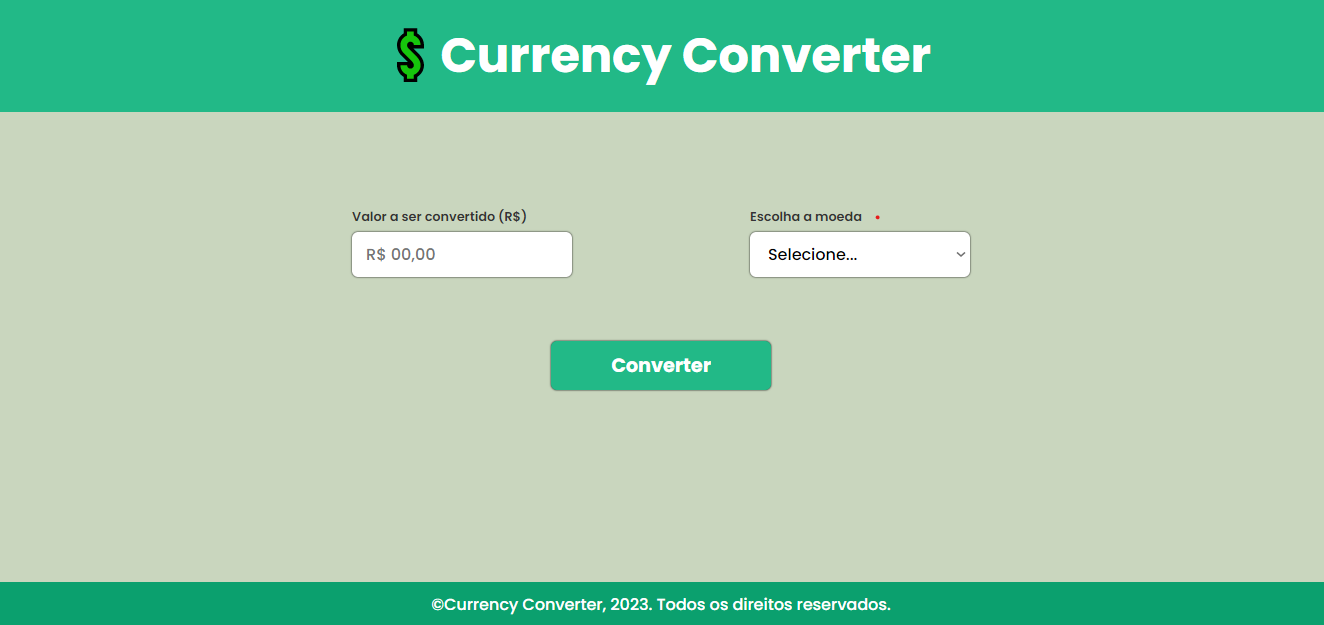 $ Currency Converter
Valor a ser convertido (R$)
Escolha a moeda
R$ 00,00
Selecione...
Converter
©Currency Converter, 2023. Todos os direitos reservados.